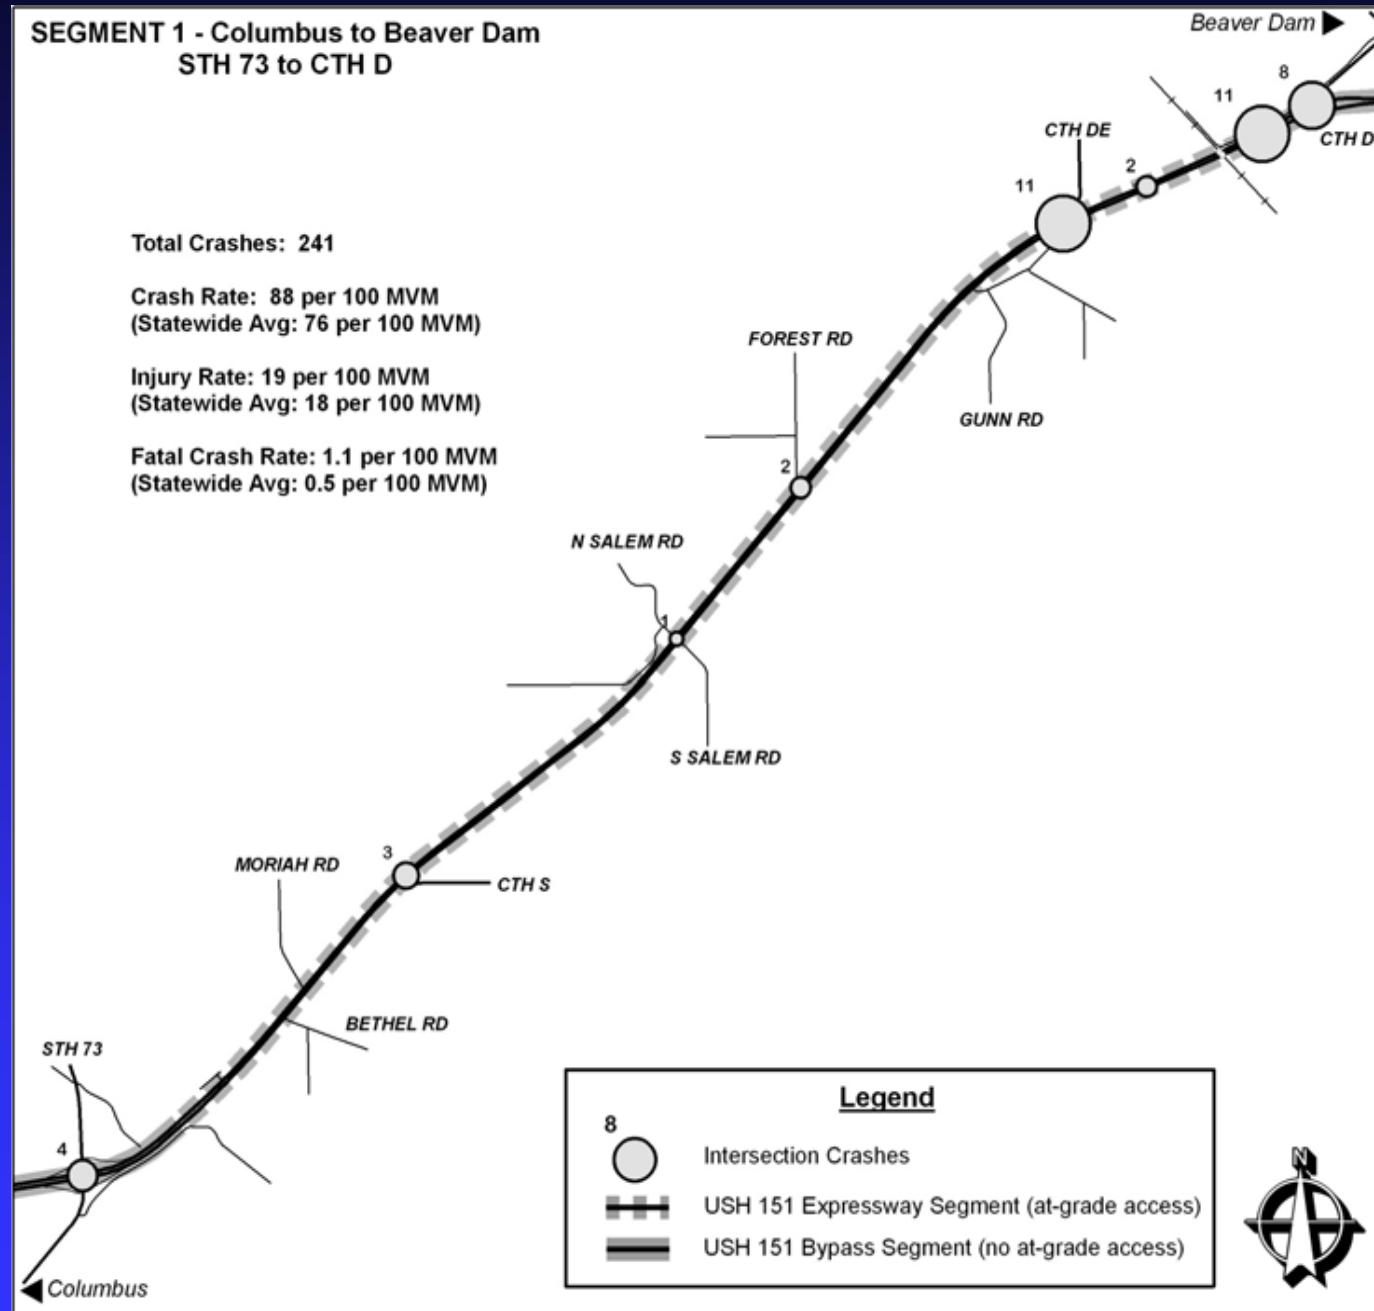 SEGMENT 1 - Columbus to Beaver Dam
STH 73 to CTH D
Beaver Dam
8
11
CTH D
CTH DE
2
11
Total Crashes: 241
Crash Rate: 88 per 100 MVM
(Statewide Avg: 76 per 100 MVM)
Injury Rate: 19 per 100 MVM
(Statewide Avg: 18 per 100 MVM)
Fatal Crash Rate: 1.1 per 100 MVM
(Statewide Avg: 0.5 per 100 MVM)
FOREST RD
GUNN RD
2
N SALEM RD
1
S SALEM RD
3
MORIAH RD
CTH S
BETHEL RD
STH 73
4
Columbus
Legend
8
Intersection Crashes
USH 151 Expressway Segment (at-grade access)
USH 151 Bypass Segment (no at-grade access)
N